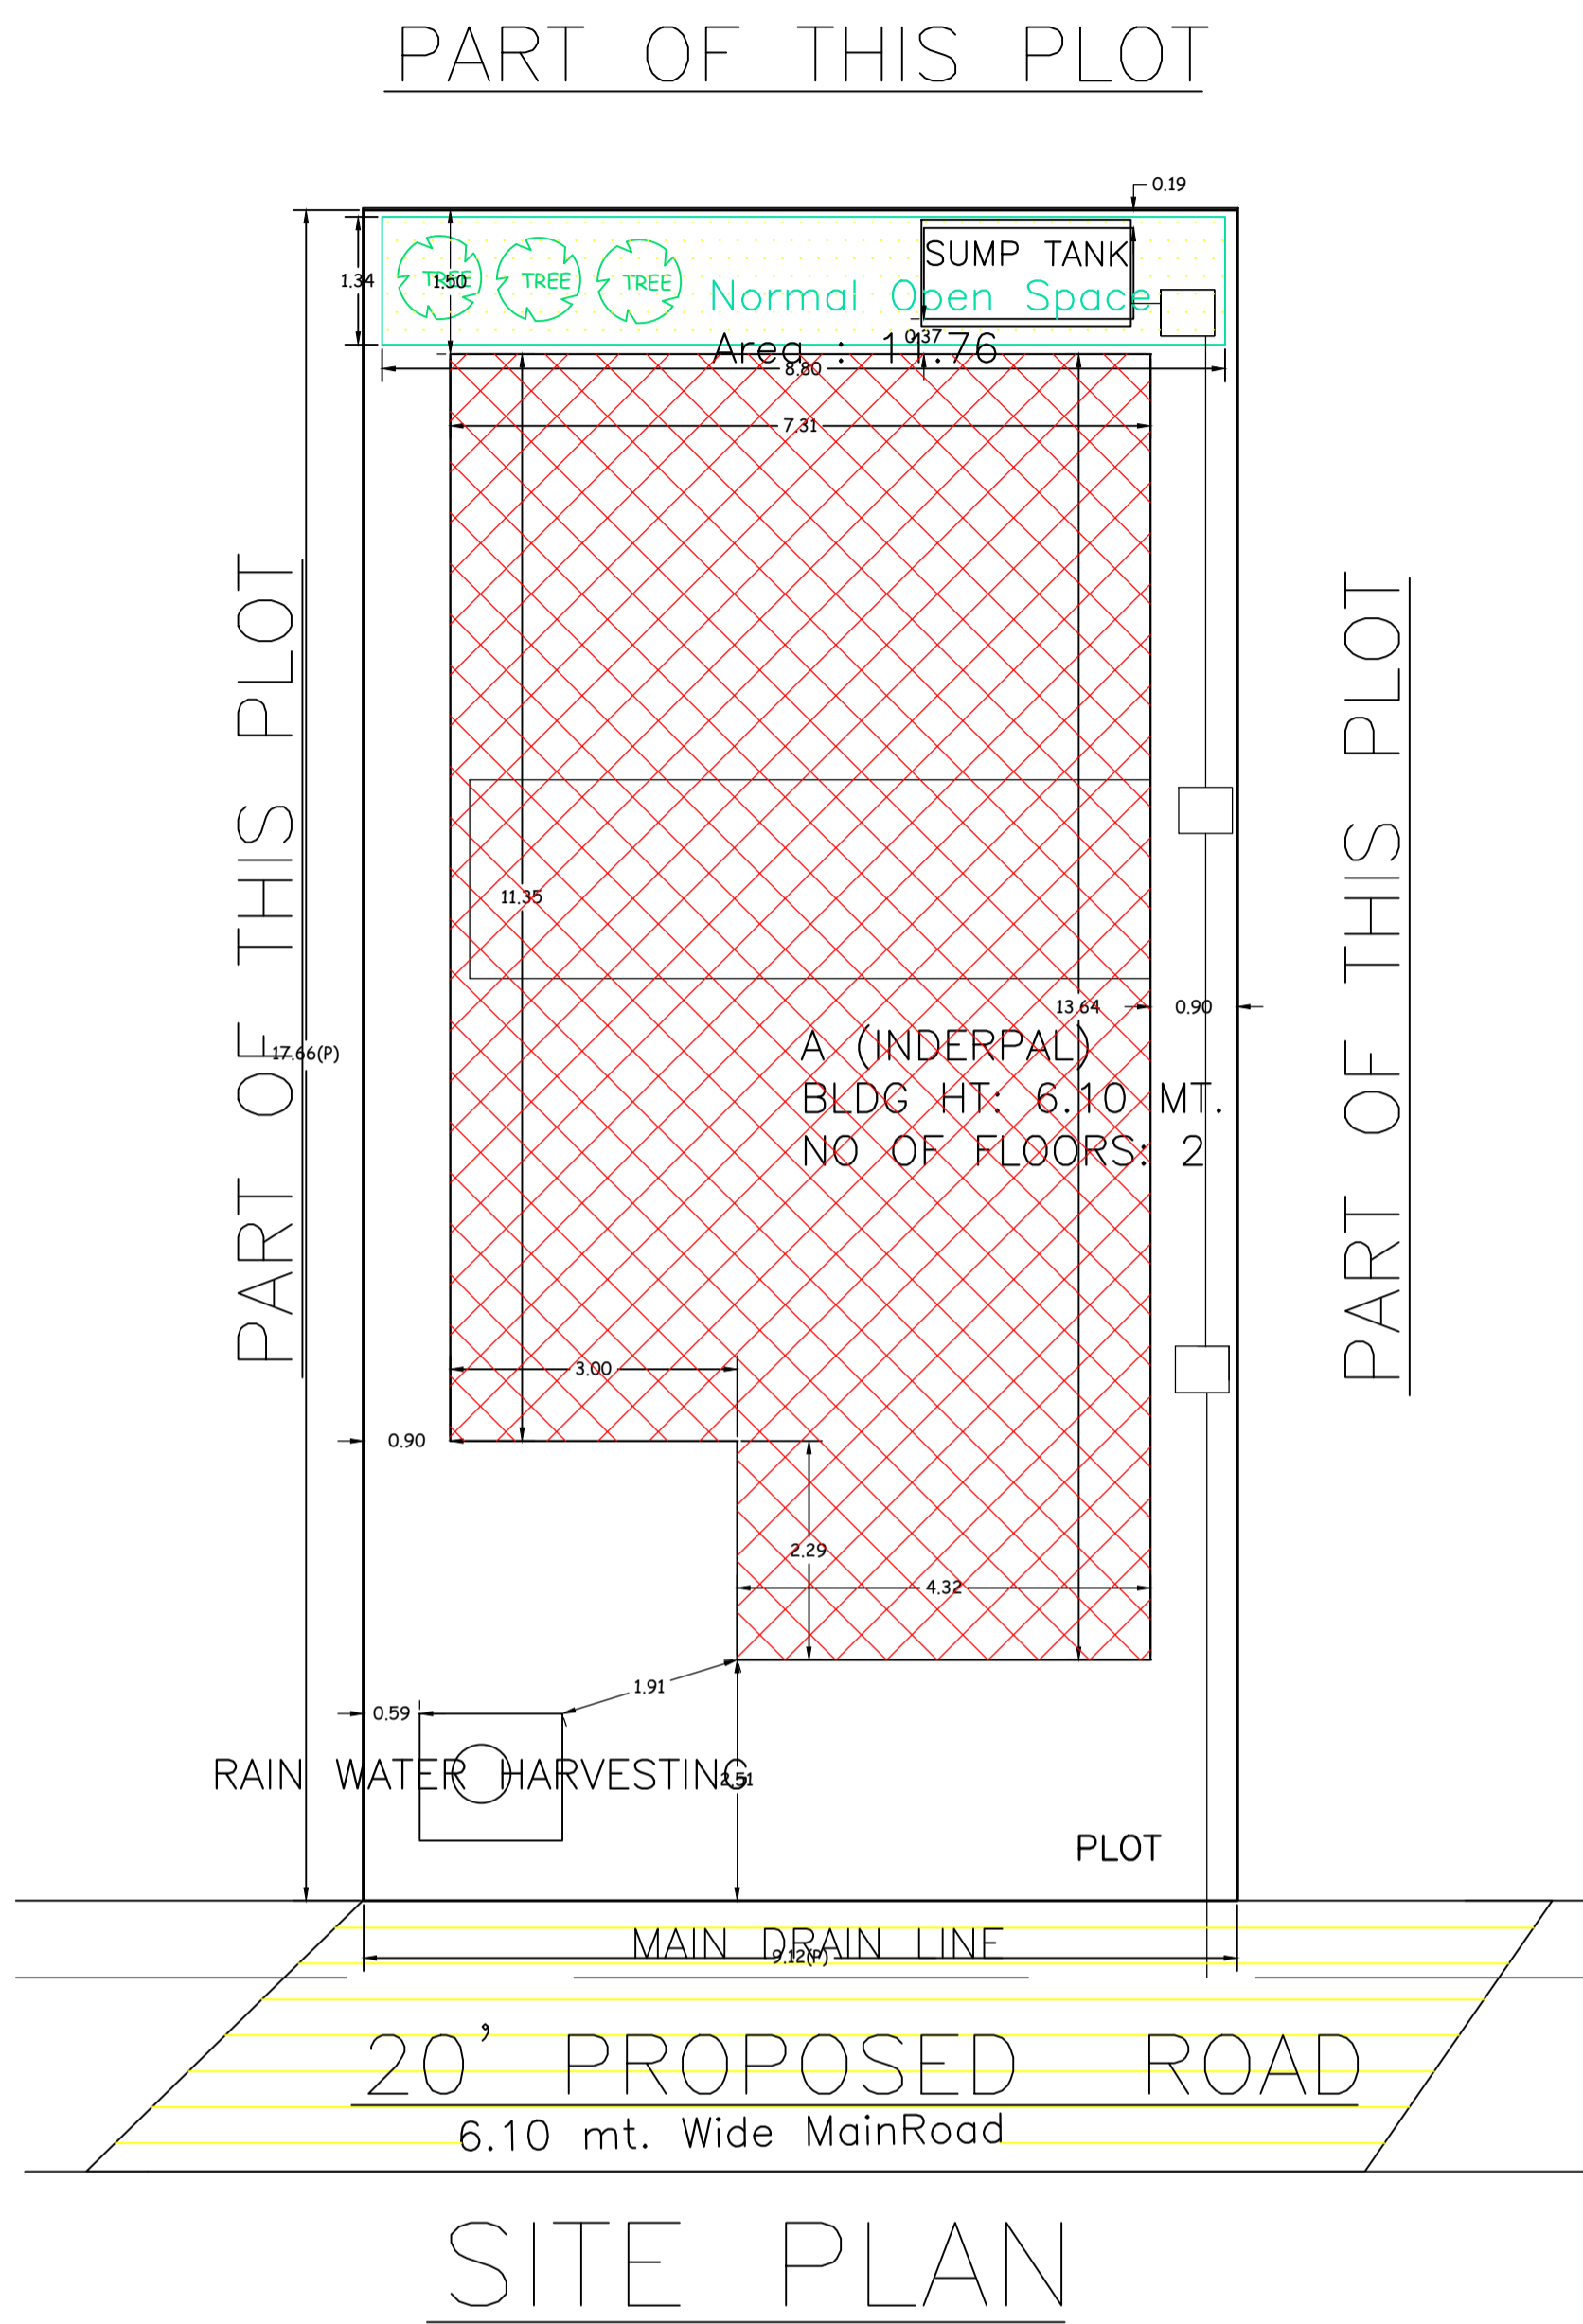 PART OF THIS PLOT
0.19
SUMP TANK
TREE
TREE
TREE
1.34
1.50
Normal Open Space
0.37
Area : 11.76
8.80
7.31
PART OF THIS PLOT
PART OF THIS PLOT
11.35
13.64
0.90
17.66(P)
A (INDERPAL)
BLDG HT: 6.10 MT.
NO OF FLOORS: 2
3.00
0.90
2.29
4.32
1.91
0.59
RAIN WATER HARVESTING
2.51
PLOT
MAIN DRAIN LINE
9.12(P)
20' PROPOSED ROAD
6.10 mt. Wide MainRoad
SITE PLAN